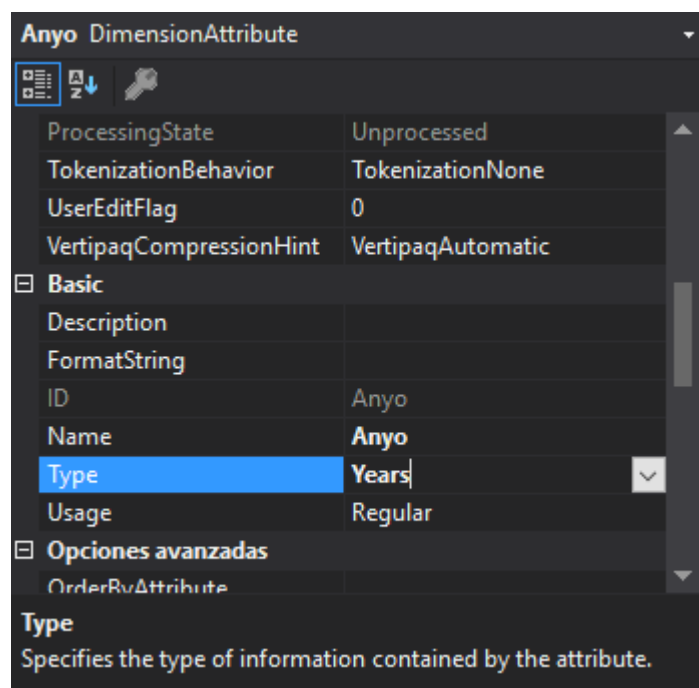 Anyo DimensionAttribute
ProcessingState Unprocessed
TokenizationBehavior TokenizationNone
UserEditFlag 0
VertipaqCompressionHint VertipaqAutomatic
Basic
Description
FormatString
ID Anyo
Name Anyo
Type Years
Usage Regular
Opciones avanzadas
OrderByAttribute
Type
Specifies the type of information contained by the attribute.